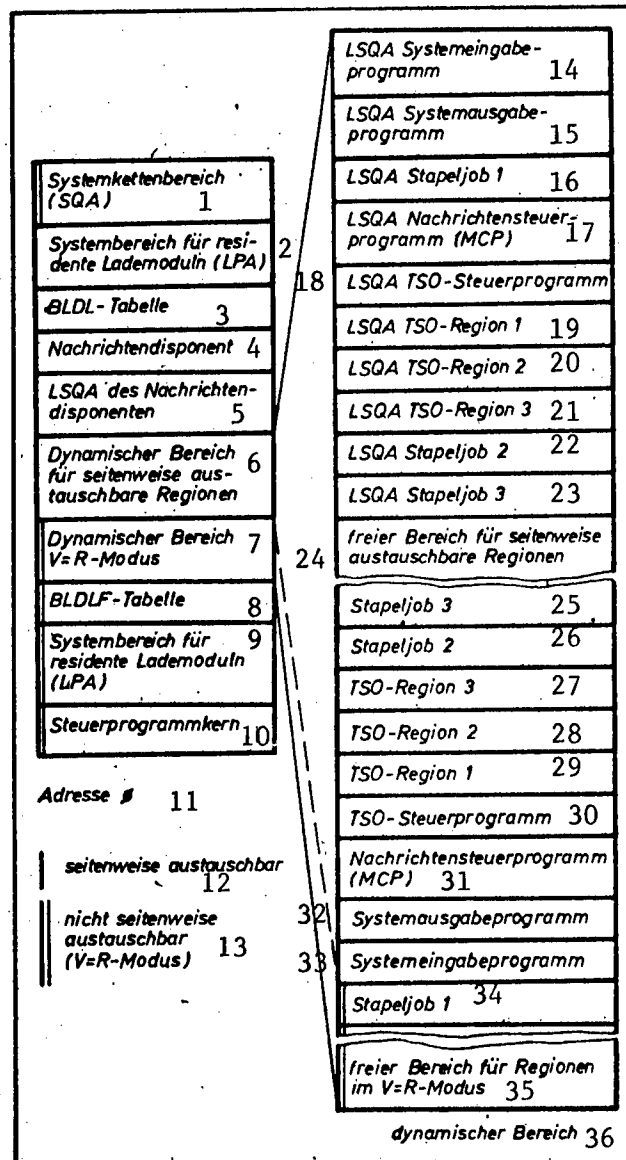 Systemkettenbereich
(SQA) 1
Systembereich für resi-
dente Lademoduln (LPA) 2
BLDL-Tabelle 3
Nachrichtendisponent 4
LSQA des Nachrichten-
disponenten 5
Dynamischer Bereich
für seitenweise aus-
tauschbare Regionen 6
Dynamischer Bereich
V=R-Modus 7
BLDLF-Tabelle 8
Systembereich für 9
residente Lademoduln
(LPA)
Steuerprogrammkern 10
Adresse 11
seitenweise austauschbar
12
nicht seitenweise
austauschbar 13
(V=R-Modus)
LSQA Systemeingabe-
programm 14
LSQA Systemausgabe-
programm 15
LSQA Stapeljob 1 16
LSQA Nachrichtensteuer-
programm (MCP) 17
18 LSQA TSO-Steuerprogramm
LSQA TSO-Region 1 19
LSQA TSO-Region 2 20
LSQA TSO-Region 3 21
LSQA Stapeljob 2 22
LSQA Stapeljob 3 23
freier Bereich für seitenweise
24 austauschbare Regionen
Stapeljob 3 25
Stapeljob 2 26
TSO-Region 3 27
TSO-Region 2 28
TSO-Region 1 29
TSO-Steuerprogramm 30
Nachrichtensteuerprogramm
(MCP) 31
32 Systemausgabeprogramm
33 Systemeingabeprogramm
Stapeljob 1 34
freier Bereich für Regionen
im V=R-Modus 35
dynamischer Bereich 36